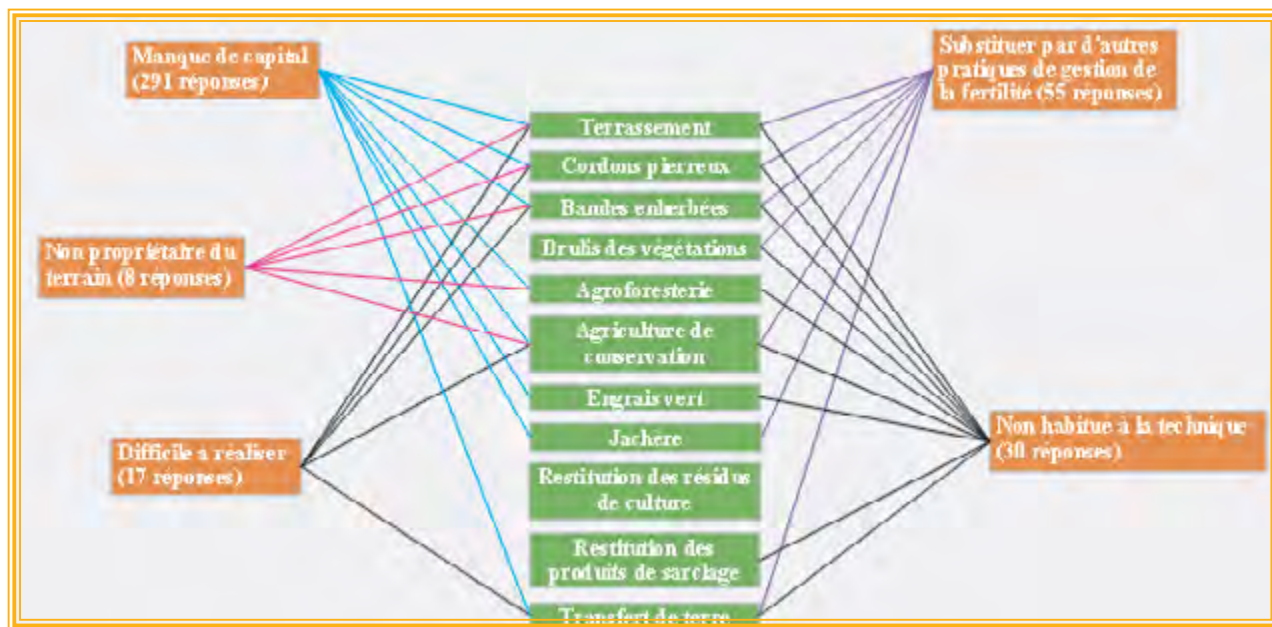 Manque de capital
(291 réponses)
Substituer par d'autres
pratiques de gestion de
la fertilité (55 réponses)
Terrassement
Cordons pierreux
Bandes enherbées
Brulis des végétations
Non propriétaire du
terrain (8 réponses)
Agroforesterie
Agriculture de
conservation
Engrais vert
Jachère
Difficile a réaliser
(17 réponses)
Non habitué à la technique
(30 réponses)
Restitution des résidus
de culture
Restitution des
produits de sarclage
Transfert de terre